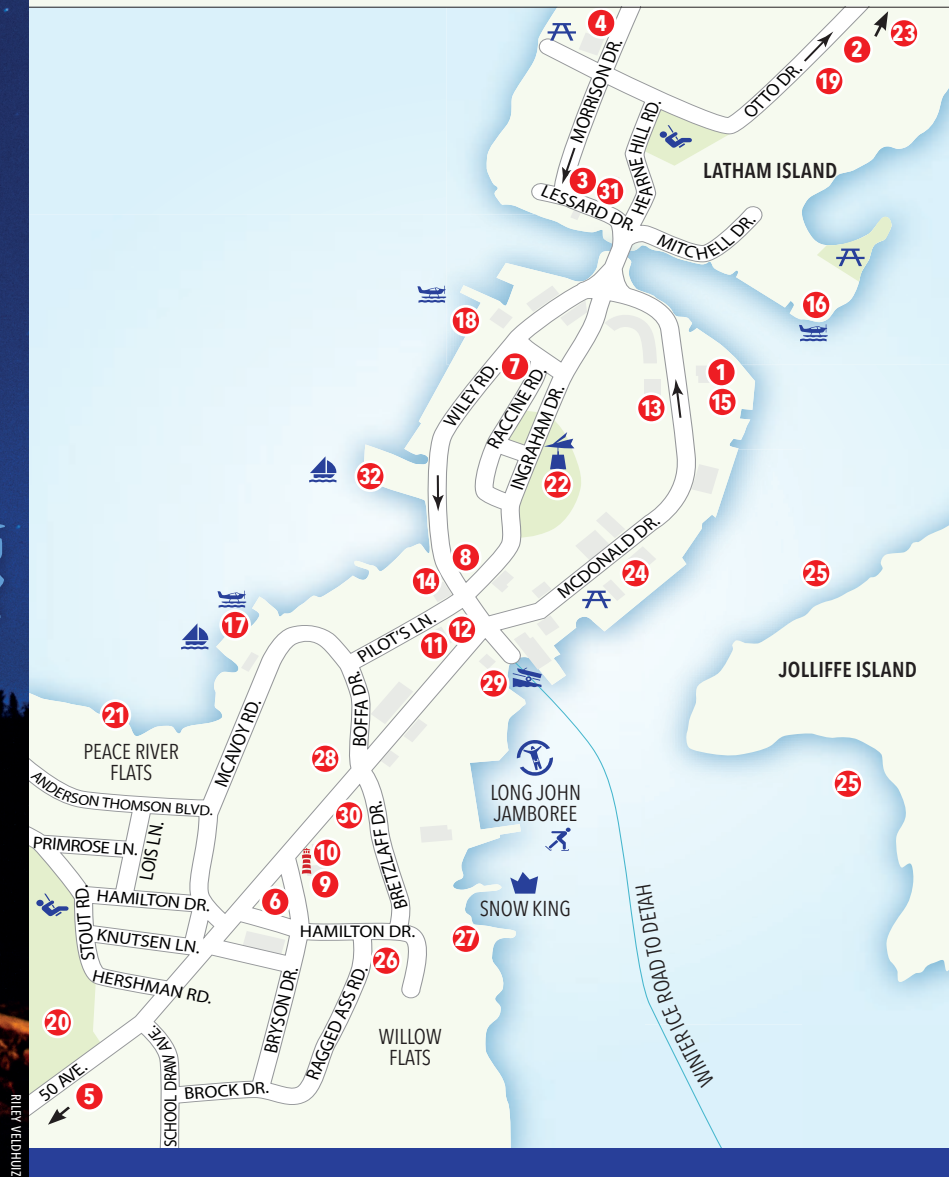 4
23
2
19
MORRISON DR.
OTTO DR.
HEARNE HILL RD.
LATHAM ISLAND
3
31
LESSARD DR.
MITCHELL DR.
16
18
7
WILEY RD.
RACCINE RD.
INGRAHAM DR.
1
15
13
32
22
8
14
MCDONALD DR.
24
25
17
PILOT'S LN.
12
11
JOLLIFFE ISLAND
29
21
PEACE RIVER
FLATS
MCAVOY RD.
BOFFA DR.
28
LONG JOHN
JAMBOREE
25
ANDERSON THOMSON BLVD.
30
PRIMROSE LN.
LOIS LN.
10
9
BRETZLAFF DR.
SNOW KING
STOUT RD.
HAMILTON DR.
6
HAMILTON DR.
27
KNUTSEN LN.
26
HERSHMAN RD.
BRYSON DR.
RAGGED ASS RD.
WINTER ICE ROAD TO DETAH
20
WILLOW
FLATS
50 AVE.
5
SCHOOL DRAW AVE.
BROCK DR.
RILEY VELDHUIZ